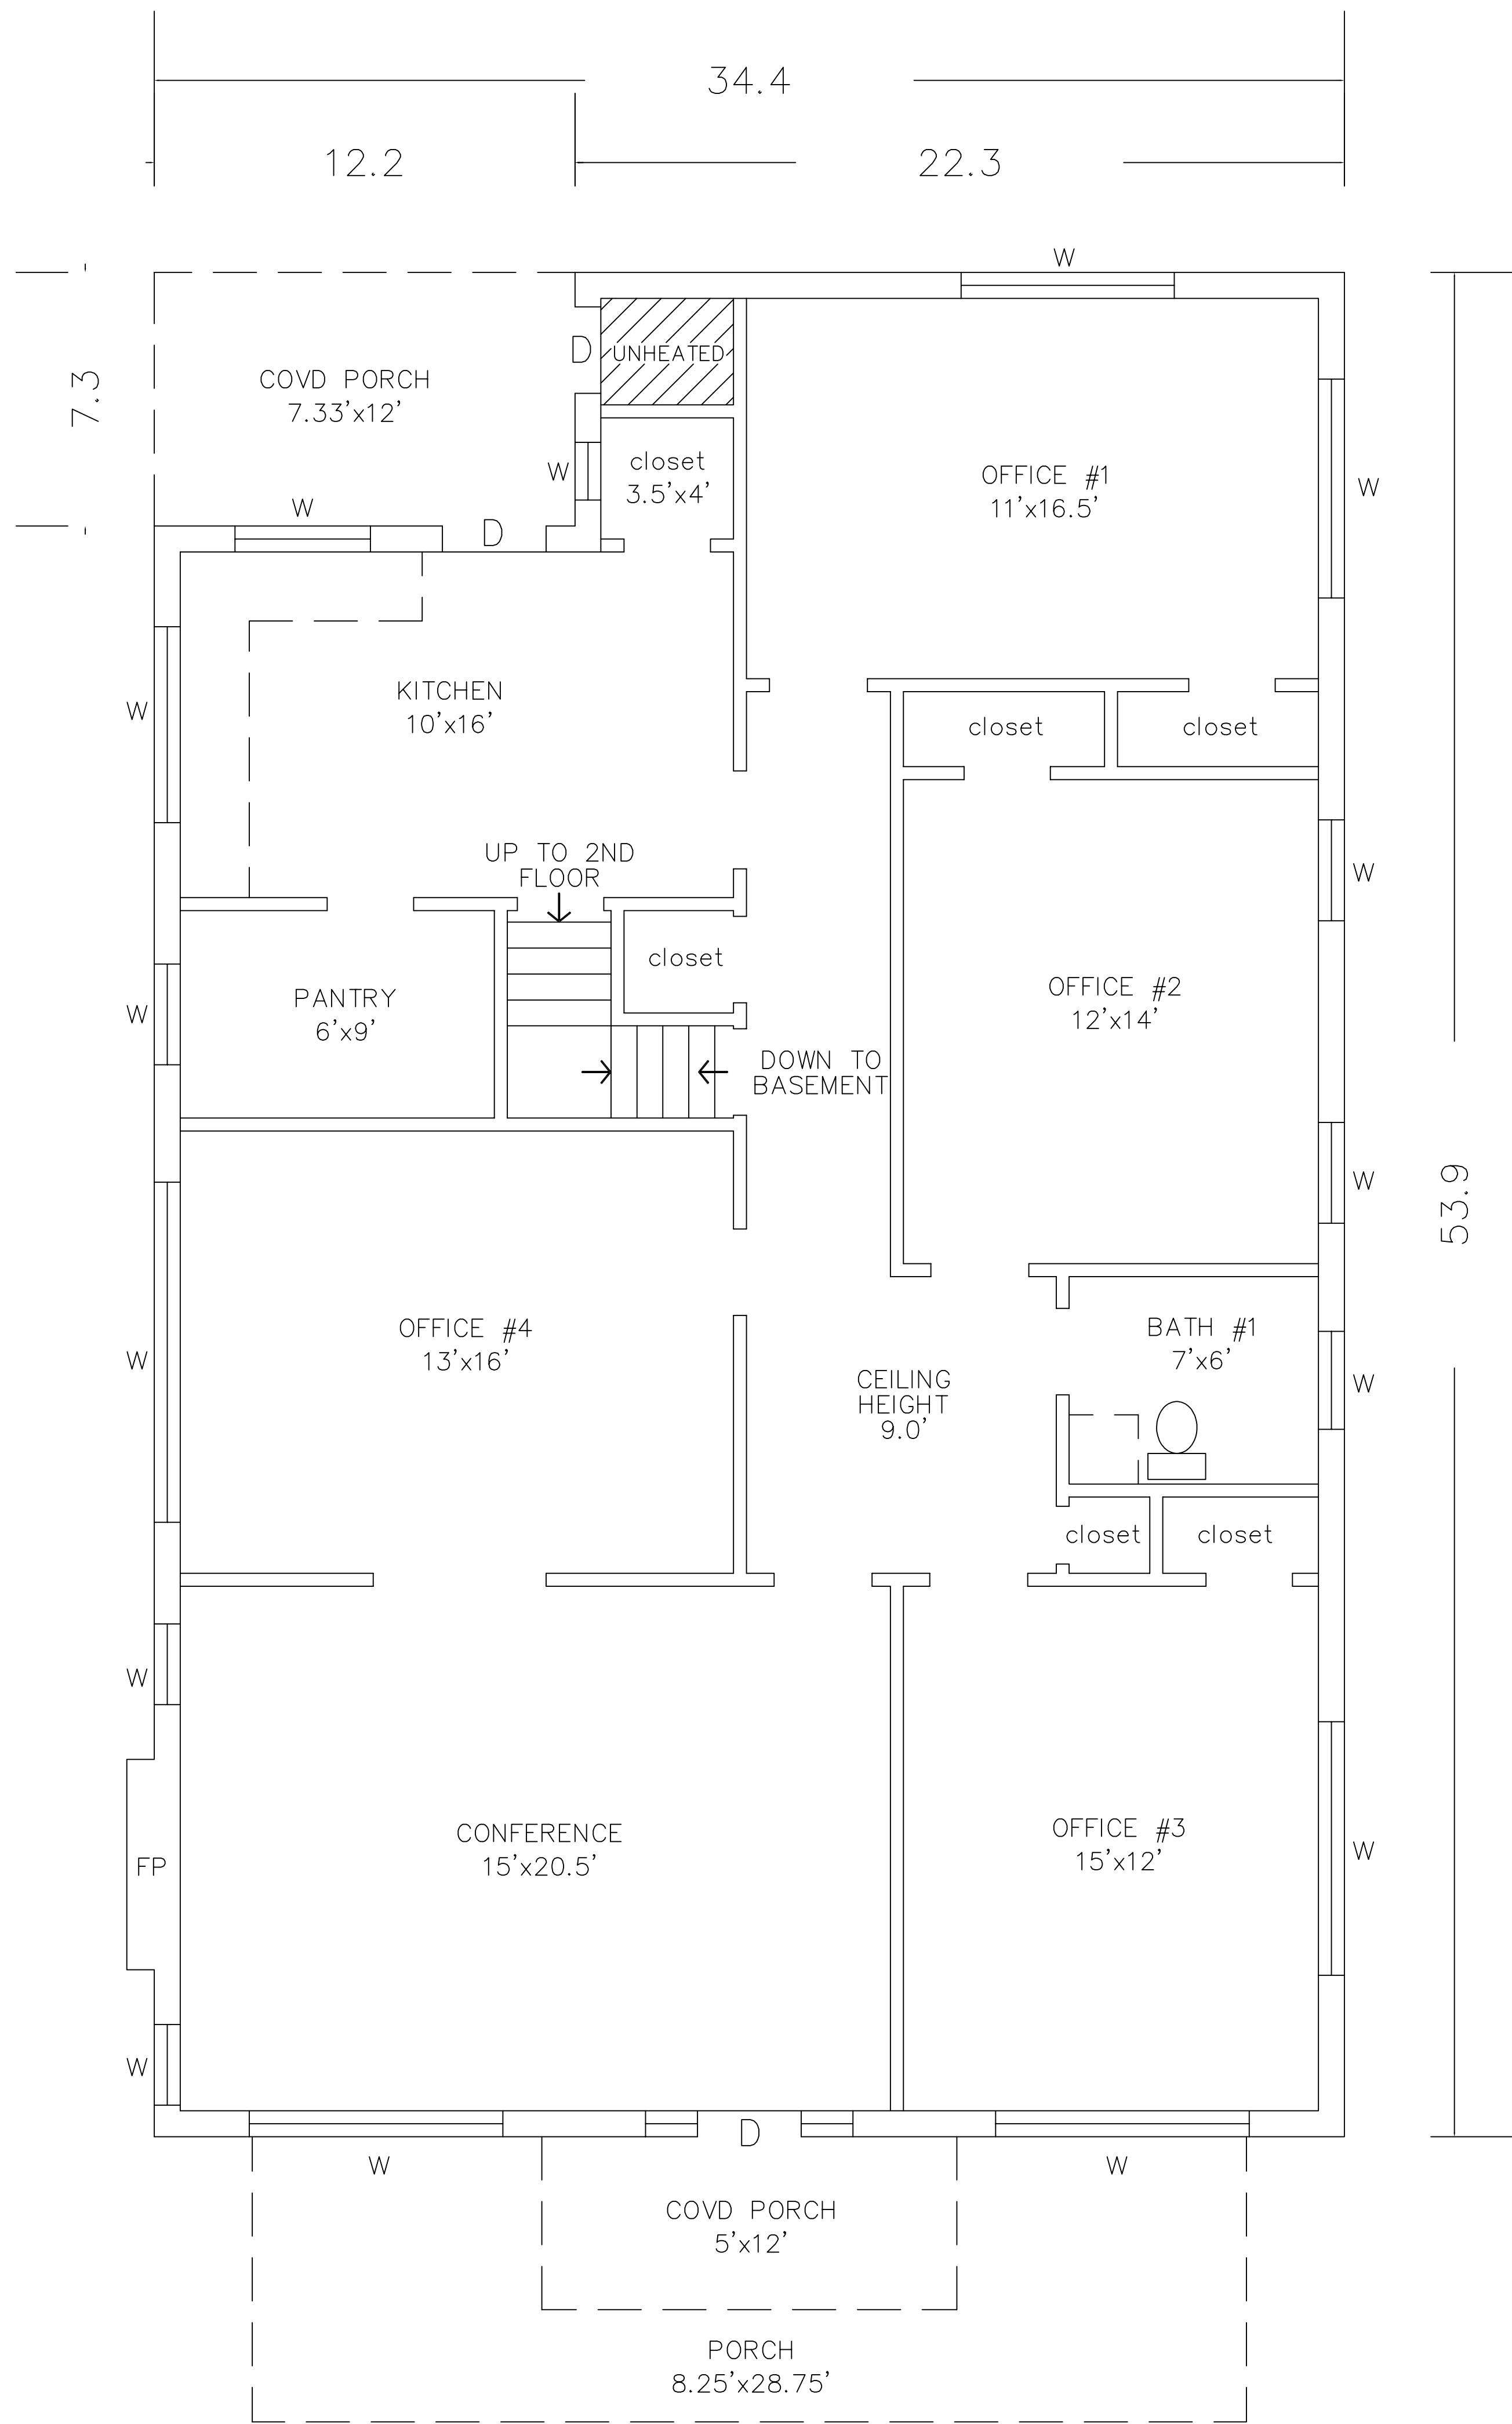 34.4
12.2
22.3
W
7.3
D
UNHEATED
COVD PORCH
7.33'x12'
closet
3.5'x4'
W
OFFICE #1
11'x16.5'
W
W
D
KITCHEN
10'x16'
W
closet
closet
UP TO 2ND
FLOOR
W
closet
PANTRY
6'x9'
W
OFFICE #2
12'x14'
DOWN TO
BASEMENT
W
53.9
OFFICE #4
13'x16'
W
BATH #1
7'x6'
W
CEILING
HEIGHT
9.0'
closet
closet
W
CONFERENCE
15'x20.5'
OFFICE #3
15'x12'
W
FP
W
D
W
W
COVD PORCH
5'x12'
PORCH
8.25'x28.75'